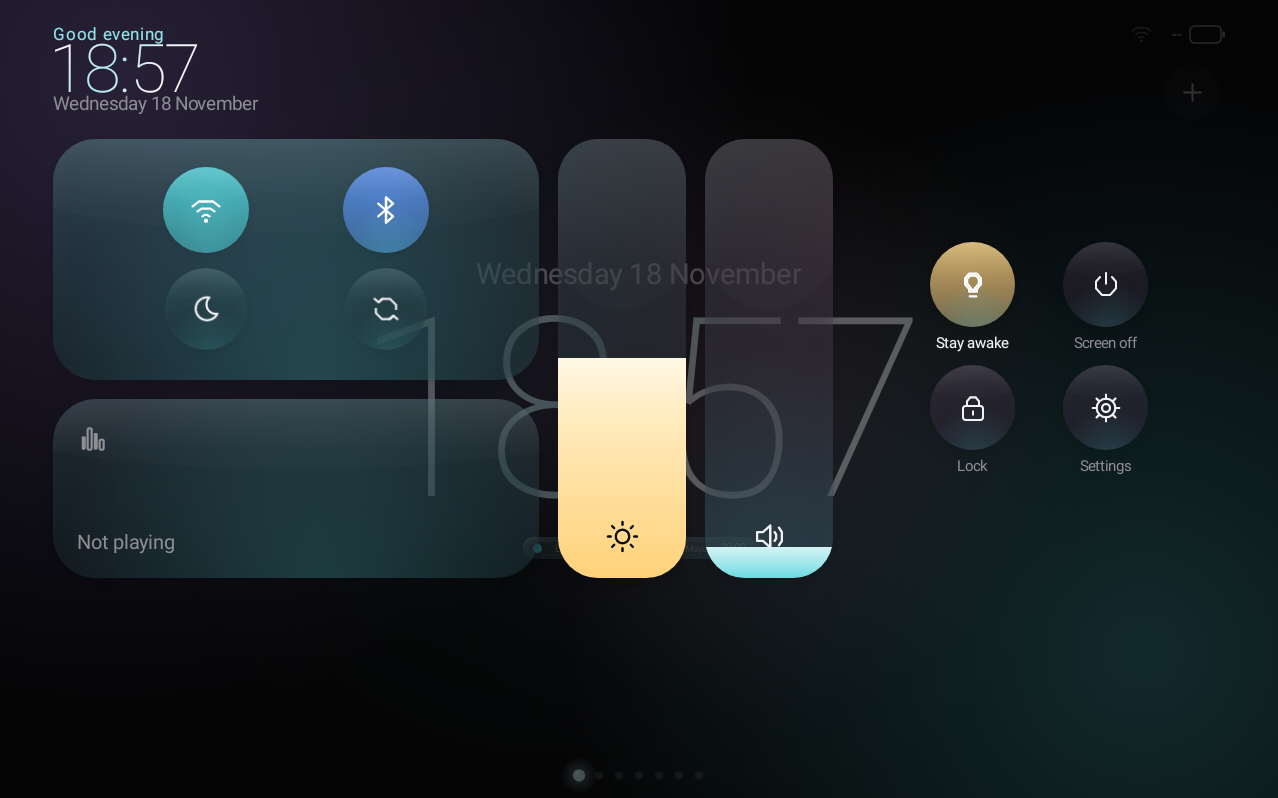 Good evening
18:57
Wednesday 18 November
--
Wednesday 18 November
18:57
Stay awake
Screen off
Lock
Settings
Not playing